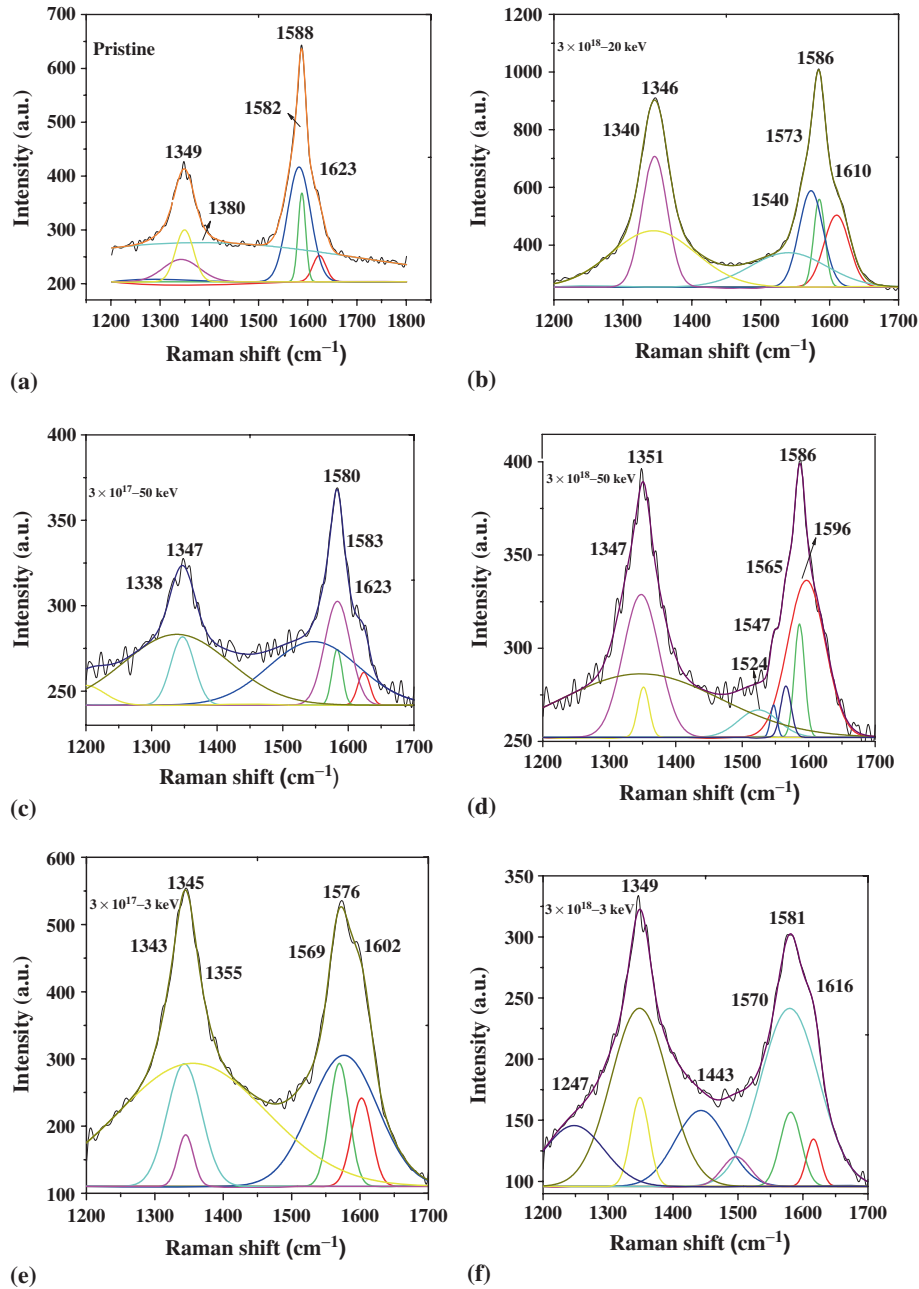 700
600
500
400
300
200
Intensity (a.u.)
Pristine
1588
1582
1349
1623
1380
1200 1300 1400 1500 1600 1700 1800
Raman shift (cm⁻¹)
(a)
1200
1000
800
600
400
Intensity (a.u.)
3 × 10¹⁸–20 keV
1586
1346
1340
1573
1610
1540
1200 1300 1400 1500 1600 1700
Raman shift (cm⁻¹)
(b)
400
350
300
250
Intensity (a.u.)
3 × 10¹⁷–50 keV
1580
1347
1583
1338
1623
1200 1300 1400 1500 1600 1700
Raman shift (cm⁻¹)
(c)
400
350
300
250
Intensity (a.u.)
3 × 10¹⁸–50 keV
1351
1586
1596
1347
1565
1547
1524
1200 1300 1400 1500 1600 1700
Raman shift (cm⁻¹)
(d)
600
500
400
300
200
100
Intensity (a.u.)
3 × 10¹⁷–3 keV
1345
1576
1343
1569
1602
1355
1200 1300 1400 1500 1600 1700
Raman shift (cm⁻¹)
(e)
350
300
250
200
150
100
Intensity (a.u.)
3 × 10¹⁸–3 keV
1349
1581
1570
1616
1247
1443
1200 1300 1400 1500 1600 1700
Raman shift (cm⁻¹)
(f)